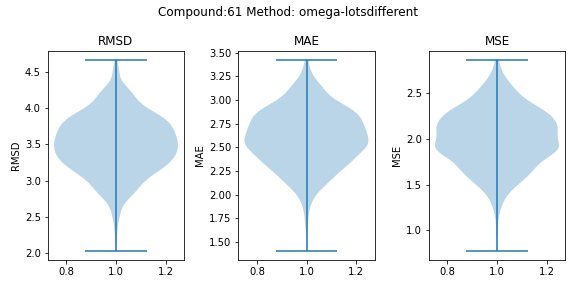 Compound:61 Method: omega-lotsdifferent
RMSD
MAE
MSE
RMSD
4.5
4.0
3.5
3.0
2.5
2.0
0.8 1.0 1.2
MAE
3.50
3.25
3.00
2.75
2.50
2.25
2.00
1.75
1.50
0.8 1.0 1.2
MSE
2.5
2.0
1.5
1.0
0.8 1.0 1.2